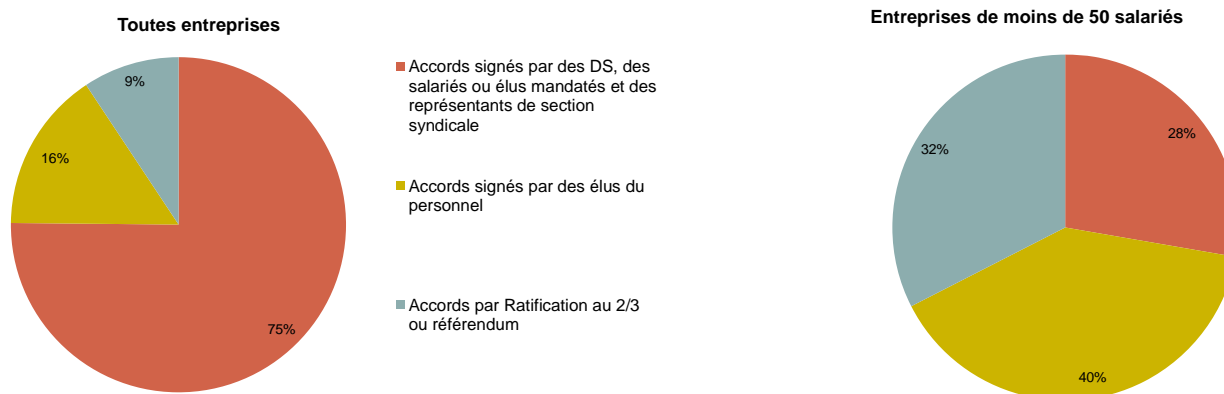 Toutes entreprises
9%
16%
75%
Accords signés par des DS, des
salariés ou élus mandatés et des
représentants de section
syndicale
Accords signés par des élus du
personnel
Accords par Ratification au 2/3
ou référendum
Entreprises de moins de 50 salariés
28%
32%
40%